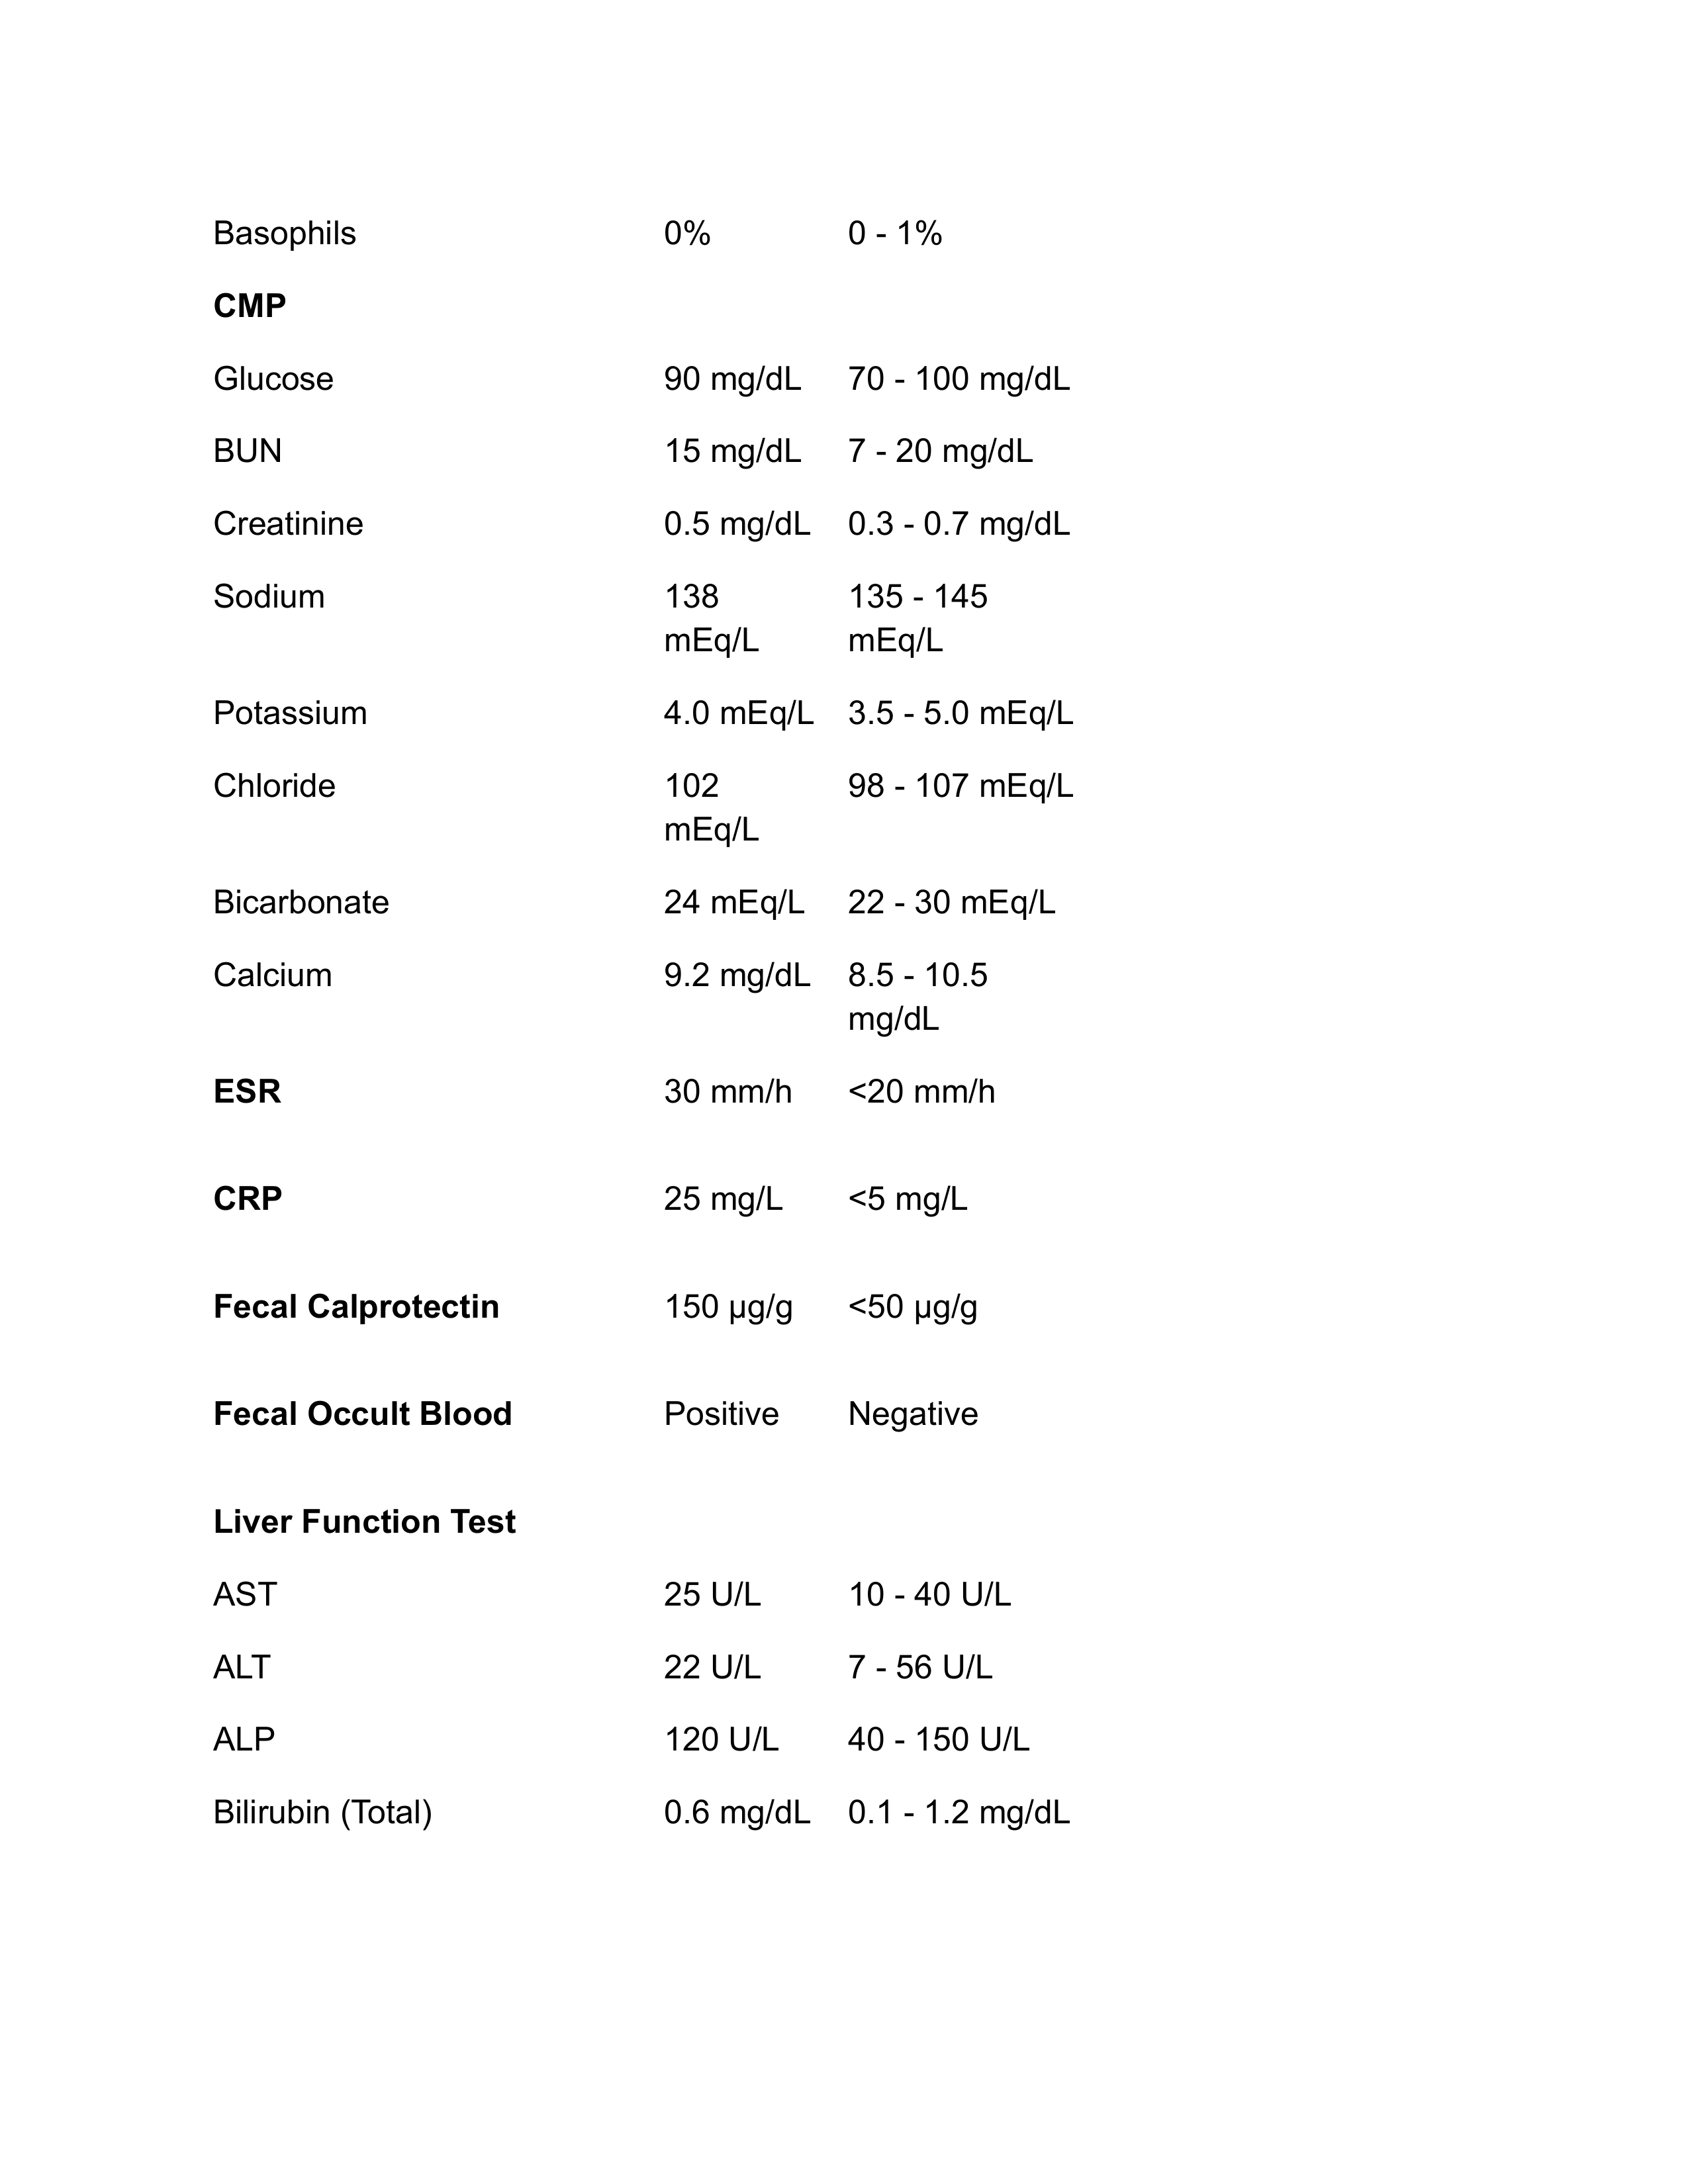 Basophils 0% 0 - 1%
CMP
Glucose 90 mg/dL 70 - 100 mg/dL
BUN 15 mg/dL 7 - 20 mg/dL
Creatinine 0.5 mg/dL 0.3 - 0.7 mg/dL
Sodium 138 135 - 145
mEq/L mEq/L
Potassium 4.0 mEq/L 3.5 - 5.0 mEq/L
Chloride 102 98 - 107 mEq/L
mEq/L
Bicarbonate 24 mEq/L 22 - 30 mEq/L
Calcium 9.2 mg/dL 8.5 - 10.5
mg/dL
ESR 30 mm/h <20 mm/h
CRP 25 mg/L <5 mg/L
Fecal Calprotectin 150 µg/g <50 µg/g
Fecal Occult Blood Positive Negative
Liver Function Test
AST 25 U/L 10 - 40 U/L
ALT 22 U/L 7 - 56 U/L
ALP 120 U/L 40 - 150 U/L
Bilirubin (Total) 0.6 mg/dL 0.1 - 1.2 mg/dL